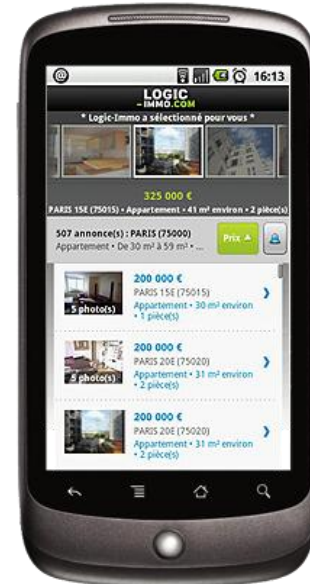 16:13
LOGIC
-IMMO.COM
* Logic-Immo a sélectionné pour vous *
325 000 €
PARIS 15E (75015) • Appartement • 41 m² environ • 2 pièce(s)
507 annonce(s) : PARIS (75000)
Appartement • De 30 m² à 59 m² • ...
Prix
200 000 €
PARIS 15E (75015)
Appartement • 30 m² environ
• 1 pièce(s)
5 photo(s)
200 000 €
PARIS 20E (75020)
Appartement • 31 m² environ
• 2 pièce(s)
5 photo(s)
200 000 €
PARIS 20E (75020)
Appartement • 31 m² environ
• 2 pièce(s)